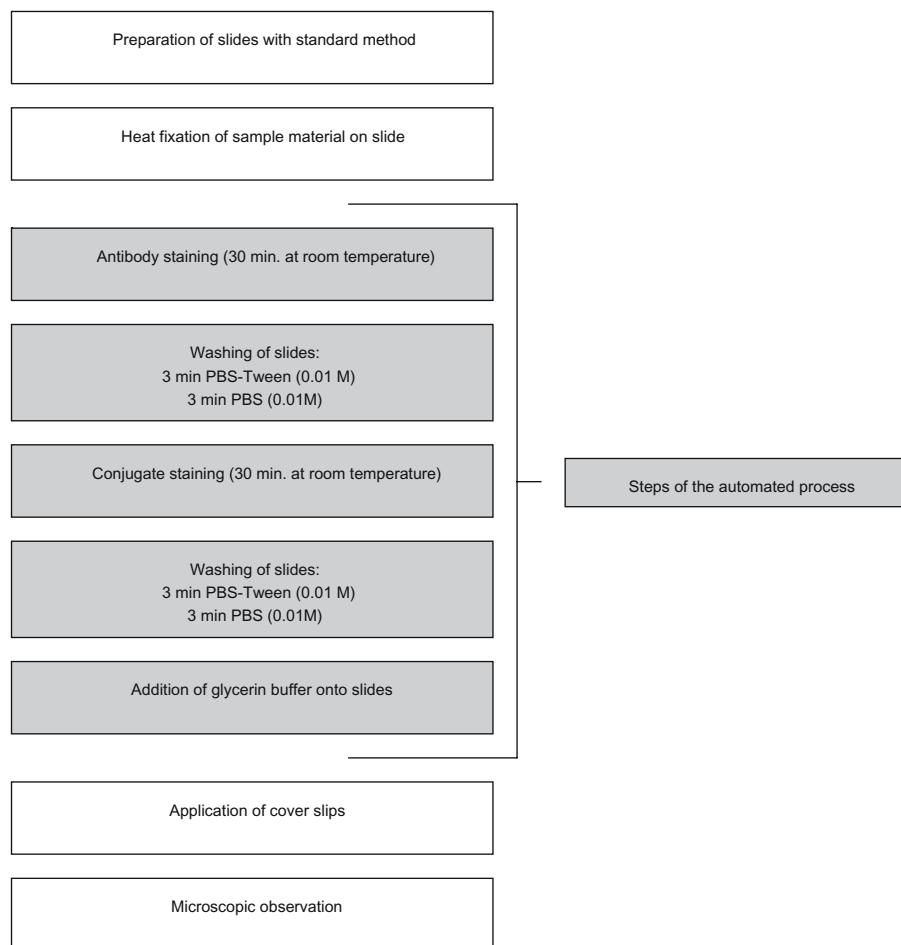 Preparation of slides with standard method
Heat fixation of sample material on slide
Antibody staining (30 min. at room temperature)
Washing of slides:
3 min PBS-Tween (0.01 M)
3 min PBS (0.01M)
Conjugate staining (30 min. at room temperature)
Steps of the automated process
Washing of slides:
3 min PBS-Tween (0.01 M)
3 min PBS (0.01M)
Addition of glycerin buffer onto slides
Application of cover slips
Microscopic observation